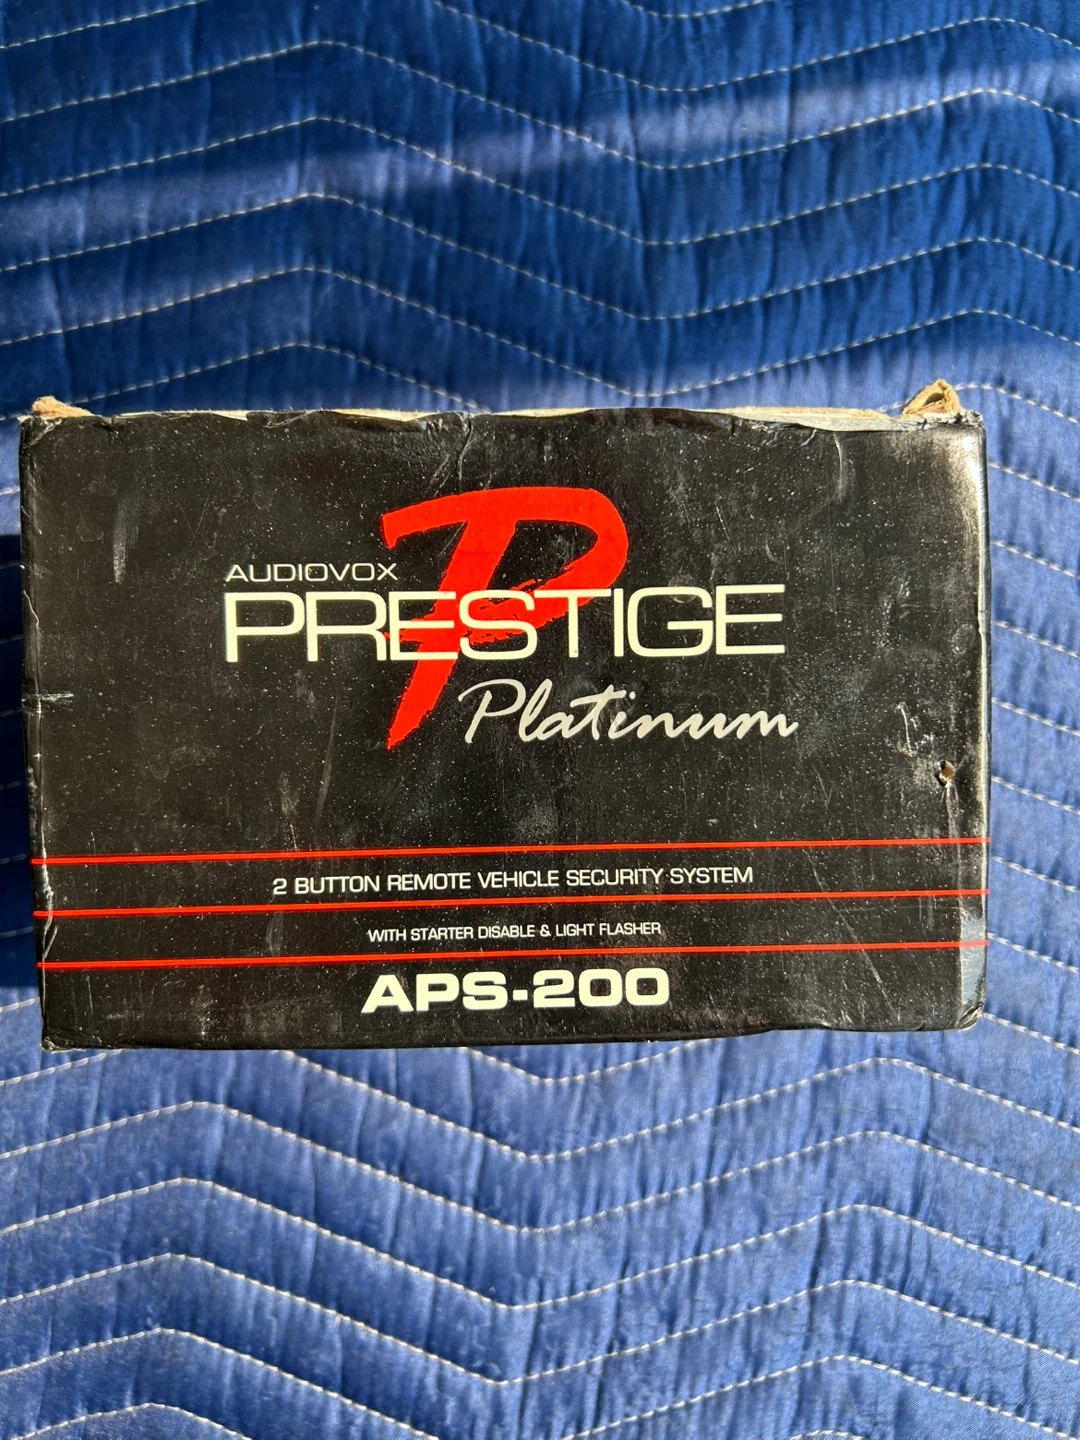 AUDIOVOX
PRESTIGE
Platinum
2 BUTTON REMOTE VEHICLE SECURITY SYSTEM
WITH STARTER DISABLE & LIGHT FLASHER
APS-200